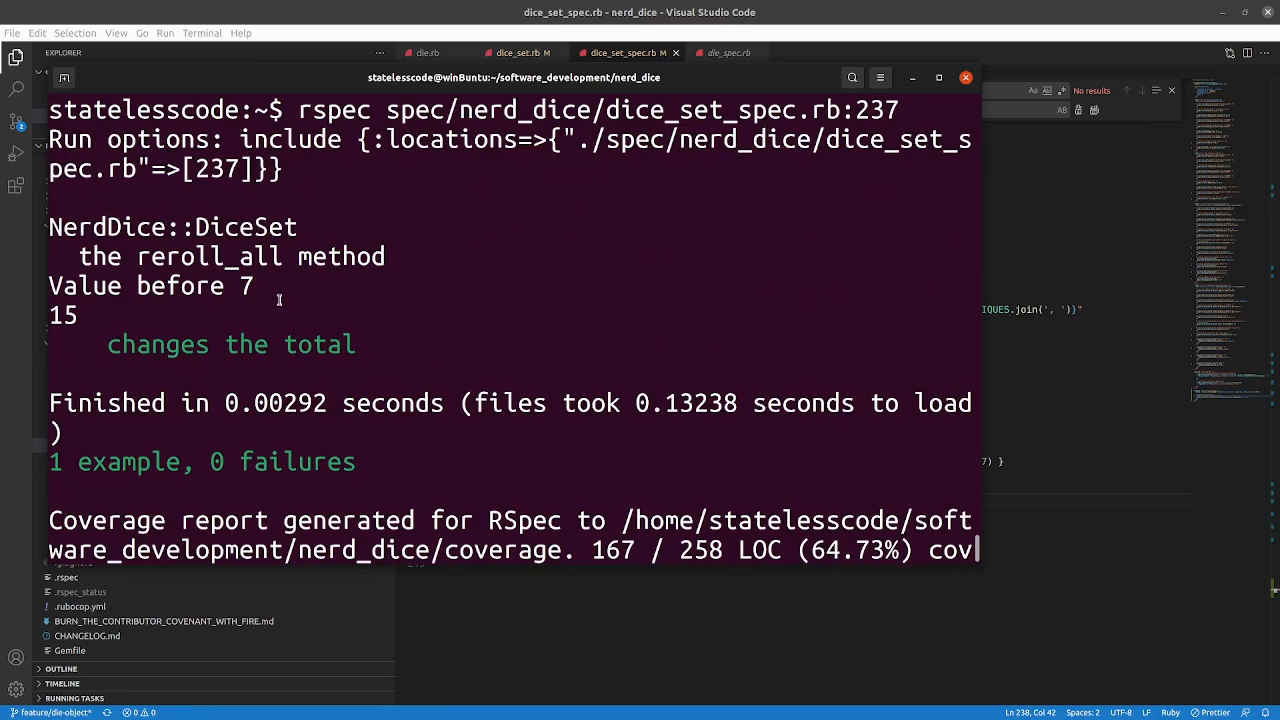 dice_set_spec.rb - nerd_dice - Visual Studio Code
File Edit Selection View Go Run Terminal Help
EXPLORER
die.rb
dice_set.rb M
dice_set_spec.rb M
die_spec.rb
statelesscode@winBuntu:~/software_development/nerd_dice
No results
statelesscode:~$ rspec spec/nerd_dice/dice_set_spec.rb:237
Run options: include {:locations=>{"./spec/nerd_dice/dice_set_s
pec.rb"=>[237]}}
NerdDice::DiceSet
the reroll_all method
Value before 7
15
changes the total
Finished in 0.00292 seconds (files took 0.13238 seconds to load
)
1 example, 0 failures
Coverage report generated for RSpec to /home/statelesscode/soft
ware_development/nerd_dice/coverage. 167 / 258 LOC (64.73%) cov
IQUES.join(', ')}"
7) }
.rspec
.rspec_status
.rubocop.yml
BURN_THE_CONTRIBUTOR_COVENANT_WITH_FIRE.md
CHANGELOG.md
Gemfile
OUTLINE
TIMELINE
RUNNING TASKS
feature/die-object* 0 0 Ln 238, Col 42 Spaces: 2 UTF-8 LF Ruby Prettier